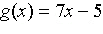 g(x) = 7x − 5